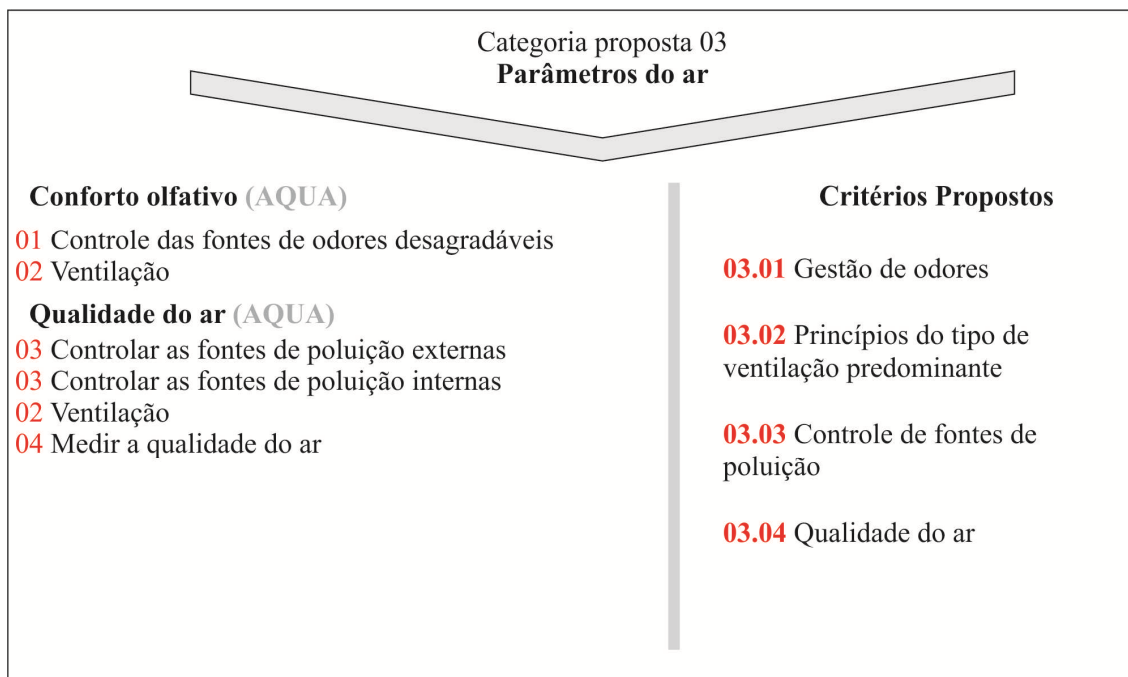 Categoria proposta 03
Parâmetros do ar
Conforto olfativo (AQUA)
01 Controle das fontes de odores desagradáveis
02 Ventilação
Qualidade do ar (AQUA)
03 Controlar as fontes de poluição externas
03 Controlar as fontes de poluição internas
02 Ventilação
04 Medir a qualidade do ar
Critérios Propostos
03.01 Gestão de odores
03.02 Princípios do tipo de
ventilação predominante
03.03 Controle de fontes de
poluição
03.04 Qualidade do ar